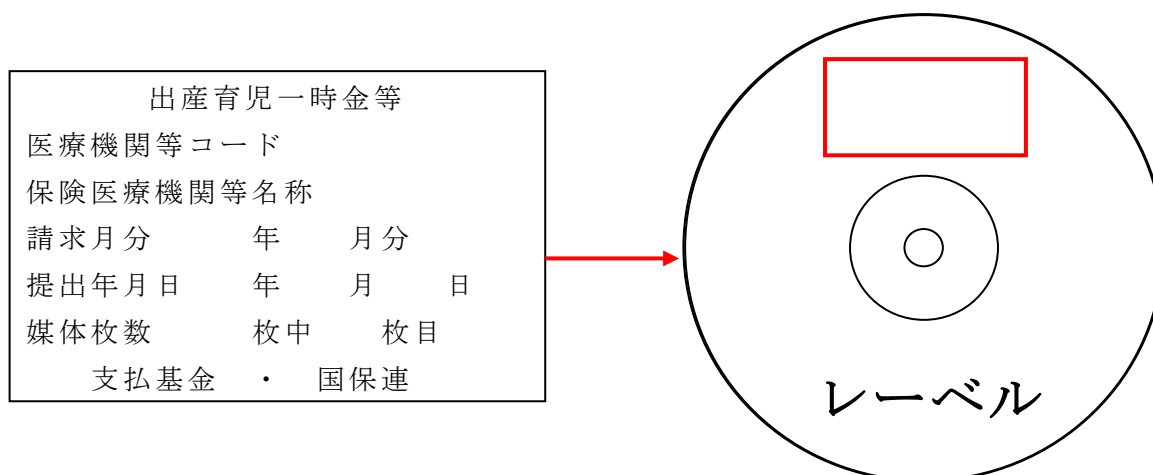 出産育児一時金等
医療機関等コード
保険医療機関等名称
請求月分　　　年　　月分
提出年月日　　年　　月　　日
媒体枚数　　　枚中　　枚目
支払基金　・　国保連
レーベル